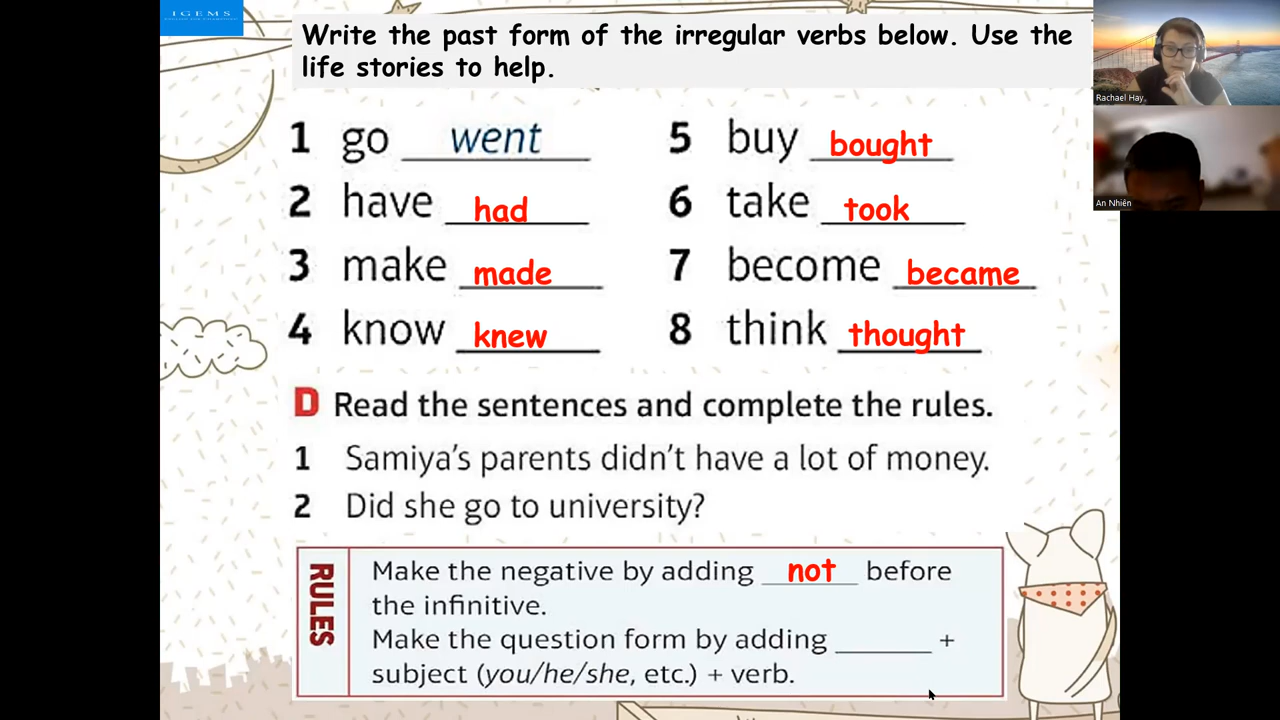 IGEMS
Write the past form of the irregular verbs below. Use the
life stories to help.
Rachael Hay
An Nhiên
1 go went
2 have had
3 make made
4 know knew
5 buy bought
6 take took
7 become became
8 think thought
D Read the sentences and complete the rules.
1 Samiya's parents didn't have a lot of money.
2 Did she go to university?
RULES
Make the negative by adding not before
the infinitive.
Make the question form by adding ______ +
subject (you/he/she, etc.) + verb.